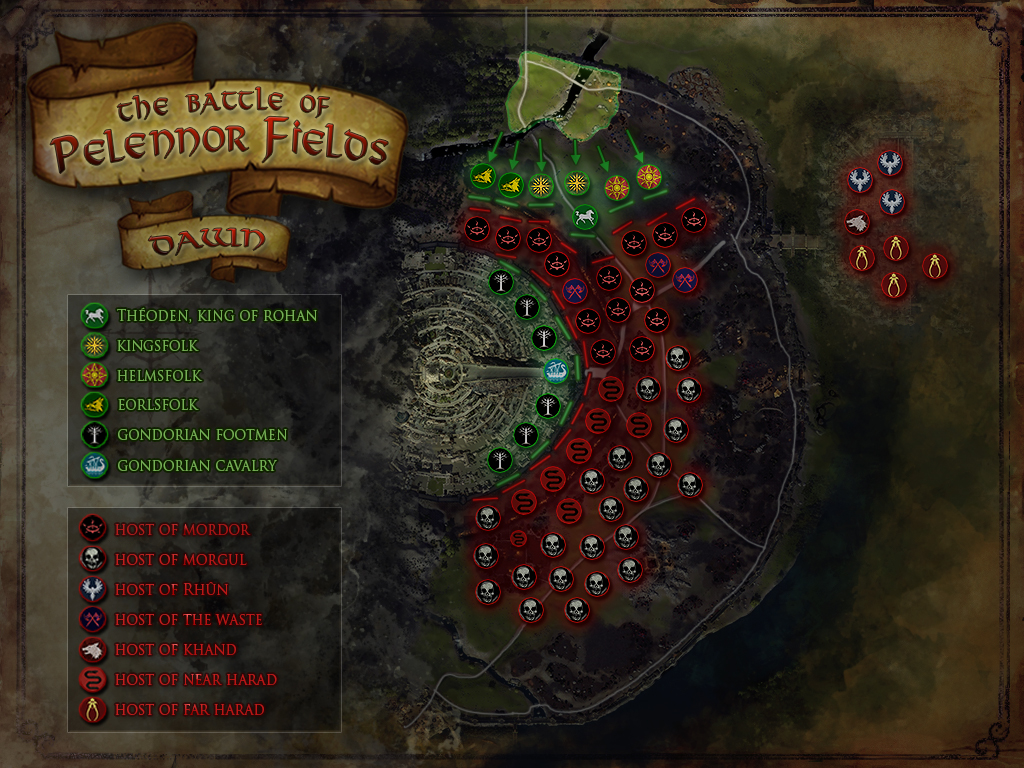 THE BATTLE OF
PELENNOR FIELDS
DAWN
THÉODEN, KING OF ROHAN
KINGSFOLK
HELMSFOLK
EORLSFOLK
GONDORIAN FOOTMEN
GONDORIAN CAVALRY
HOST OF MORDOR
HOST OF MORGUL
HOST OF RHÛN
HOST OF THE WASTE
HOST OF KHAND
HOST OF NEAR HARAD
HOST OF FAR HARAD